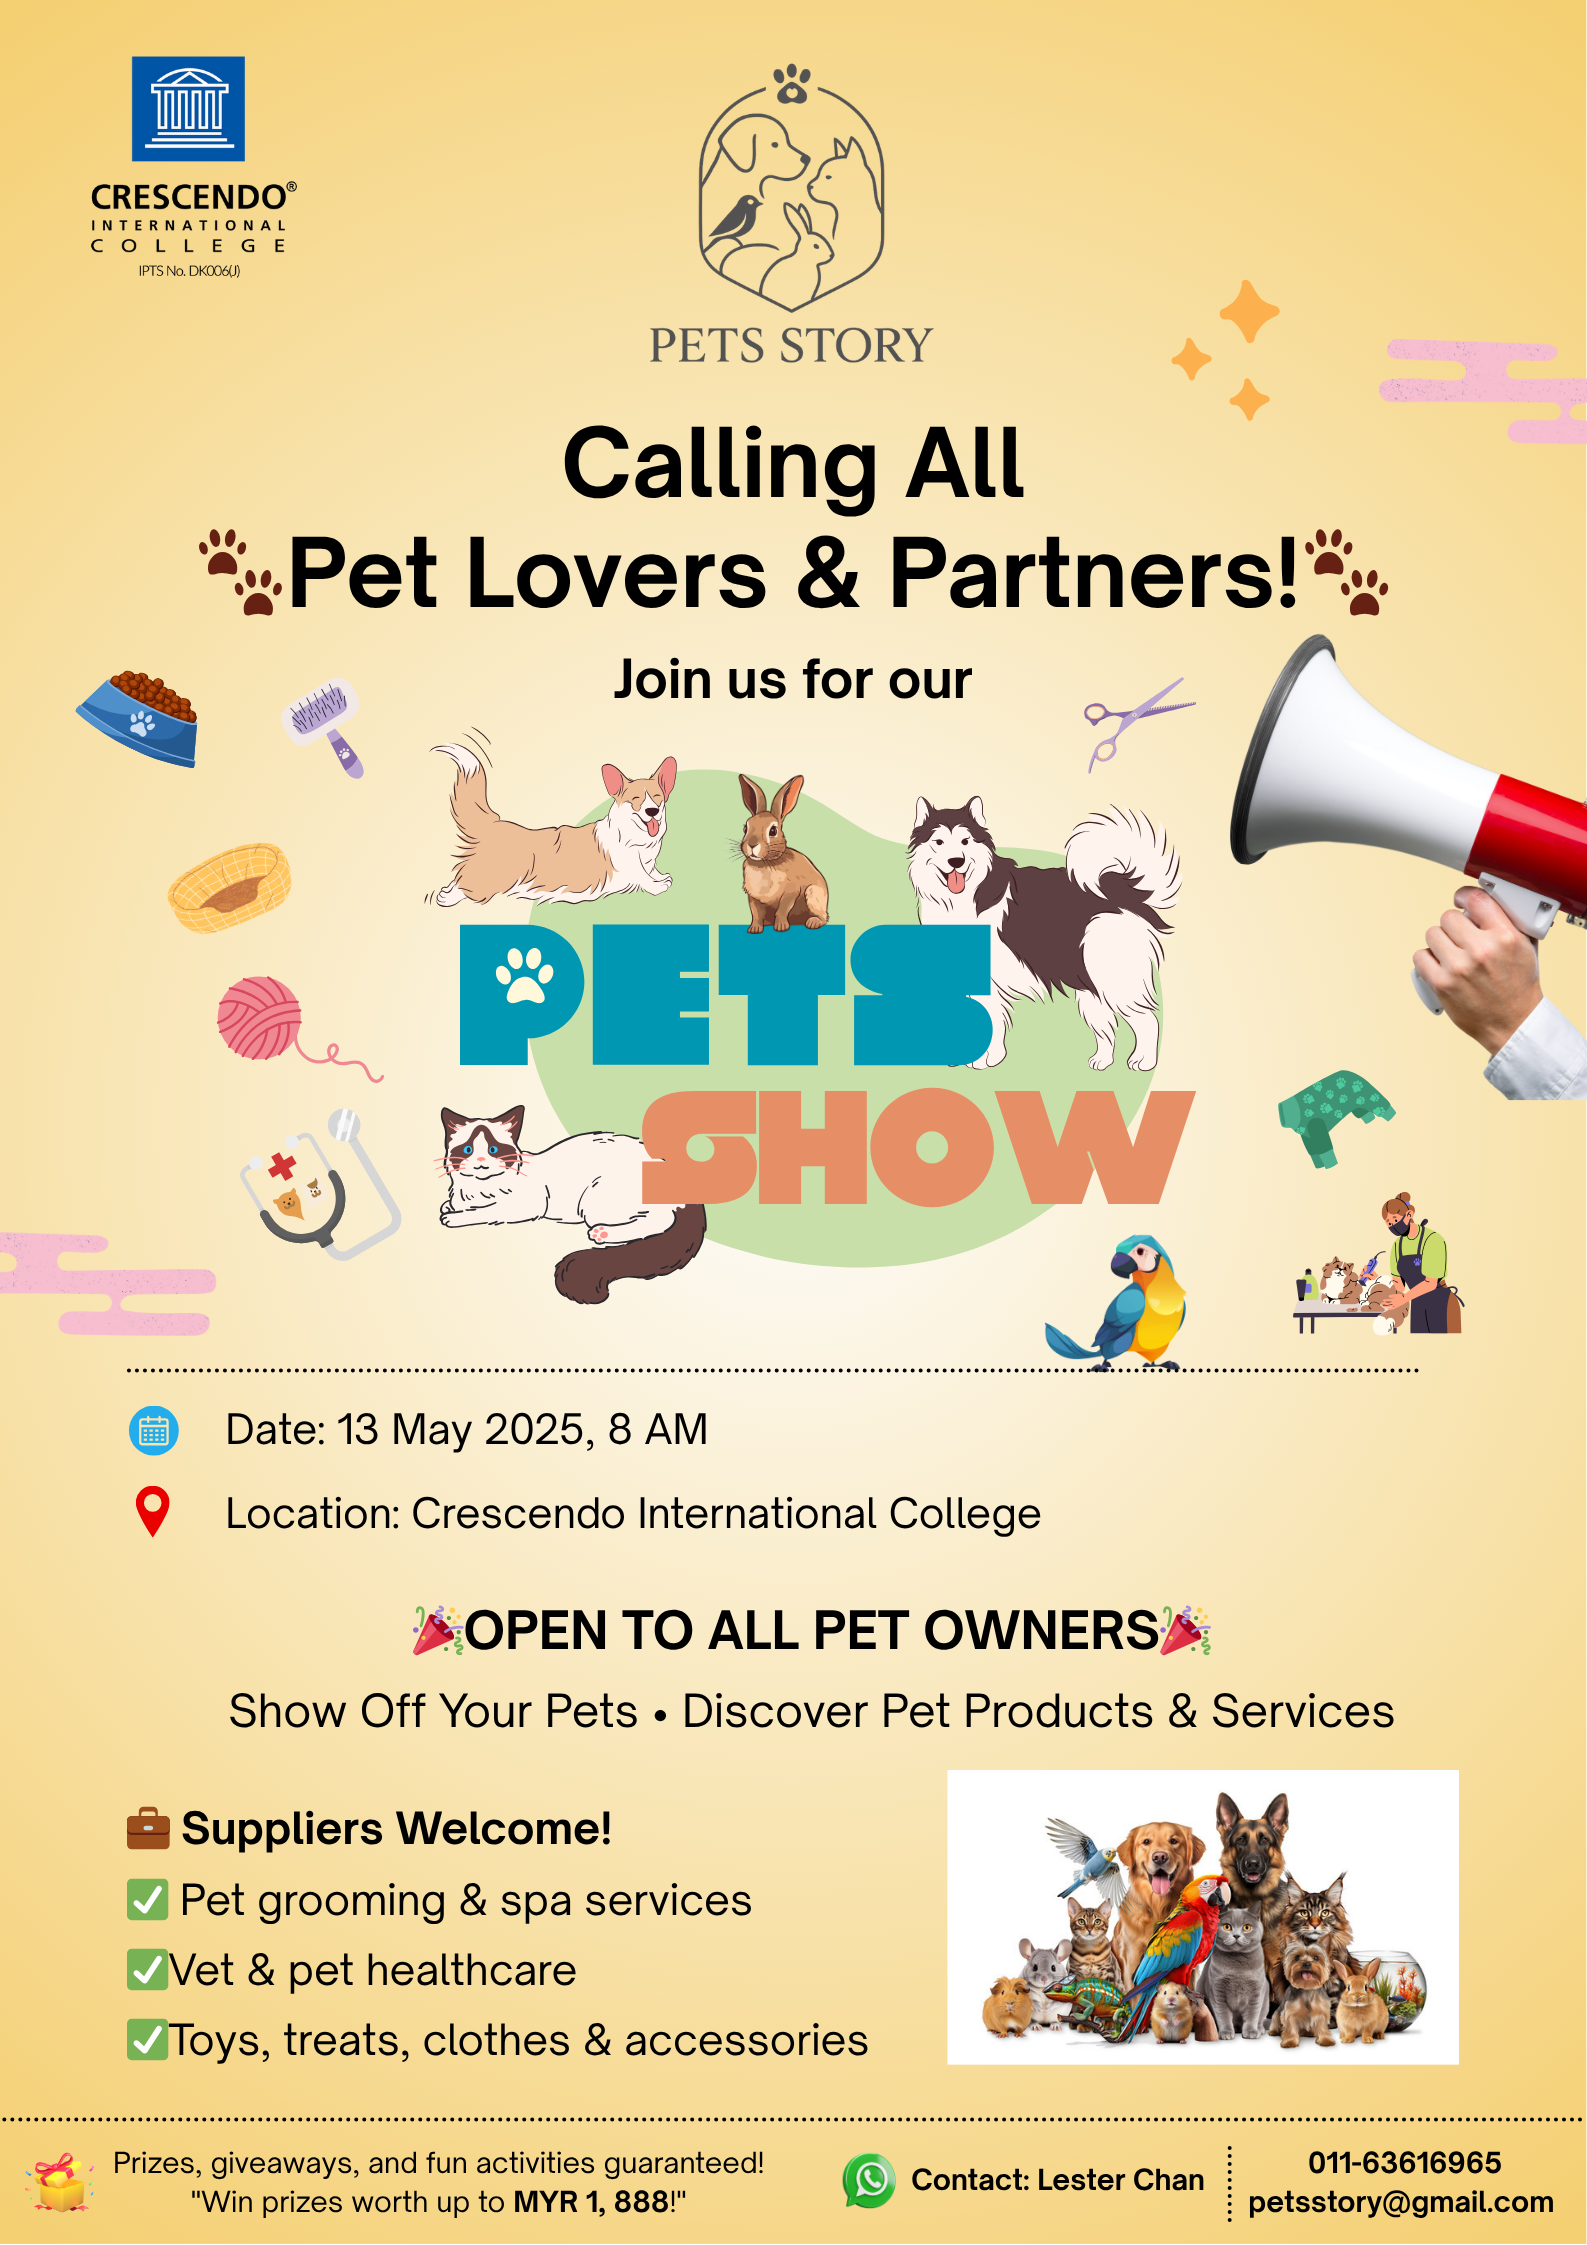 CRESCENDO®
INTERNATIONAL
COLLEGE
IPTS No. DK006(J)
PETS STORY
Calling All
Pet Lovers & Partners!
Join us for our
PETS
SHOW
Date: 13 May 2025, 8 AM
Location: Crescendo International College
OPEN TO ALL PET OWNERS
Show Off Your Pets • Discover Pet Products & Services
Suppliers Welcome!
Pet grooming & spa services
Vet & pet healthcare
Toys, treats, clothes & accessories
Prizes, giveaways, and fun activities guaranteed!
"Win prizes worth up to MYR 1, 888!"
Contact: Lester Chan
011-63616965
petsstory@gmail.com